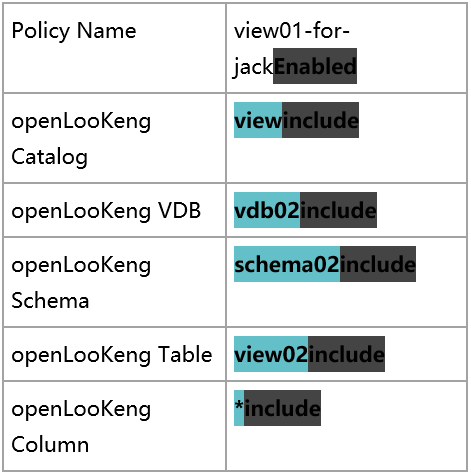 Policy Name
view01-for-
jackEnabled
openLooKeng
Catalog
viewinclude
openLooKeng VDB
vdb02include
openLooKeng
Schema
schema02include
openLooKeng Table
view02include
openLooKeng
Column
*include